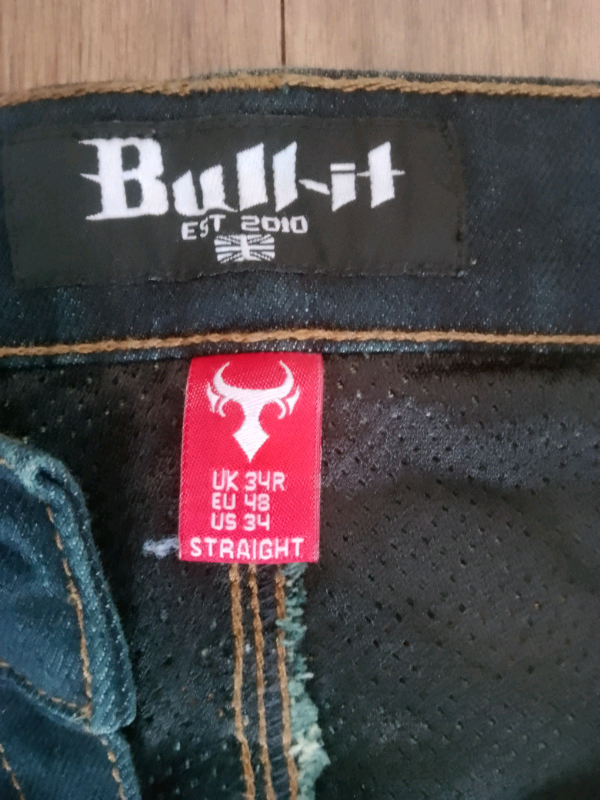 Bull-it
EST 2010
UK 34R
EU 48
US 34
STRAIGHT